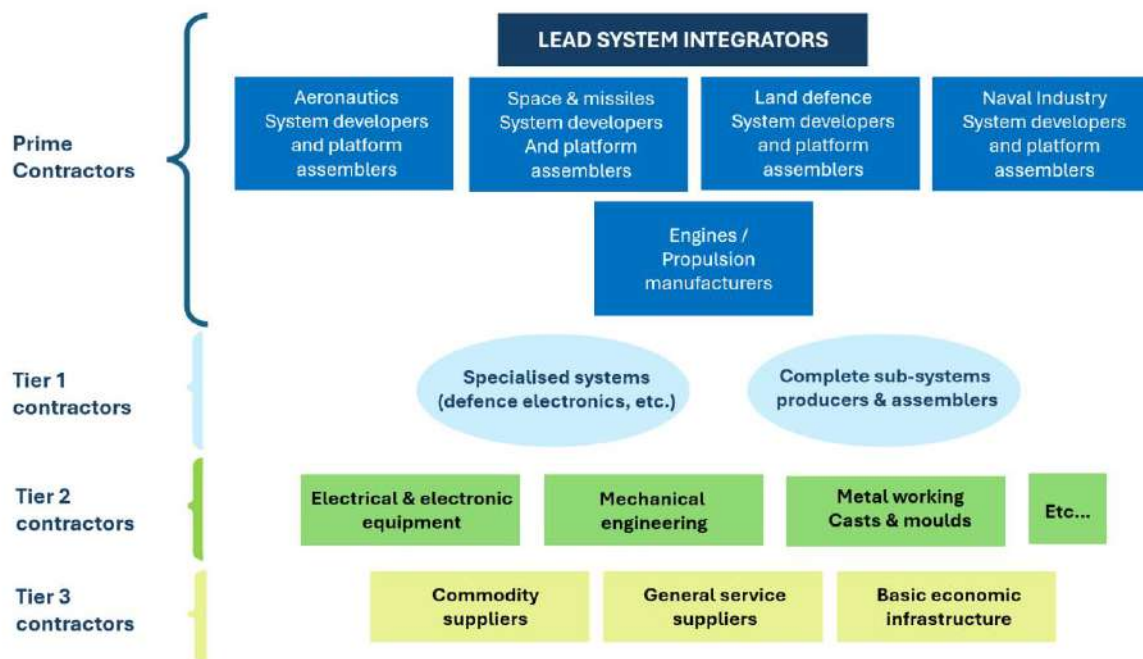 LEAD SYSTEM INTEGRATORS
Prime
Contractors
Aeronautics
System developers
and platform
assemblers
Space & missiles
System developers
And platform
assemblers
Land defence
System developers
and platform
assemblers
Naval Industry
System developers
and platform
assemblers
Engines /
Propulsion
manufacturers
Tier 1
contractors
Specialised systems
(defence electronics, etc.)
Complete sub-systems
producers & assemblers
Tier 2
contractors
Electrical & electronic
equipment
Mechanical
engineering
Metal working
Casts & moulds
Etc...
Tier 3
contractors
Commodity
suppliers
General service
suppliers
Basic economic
infrastructure